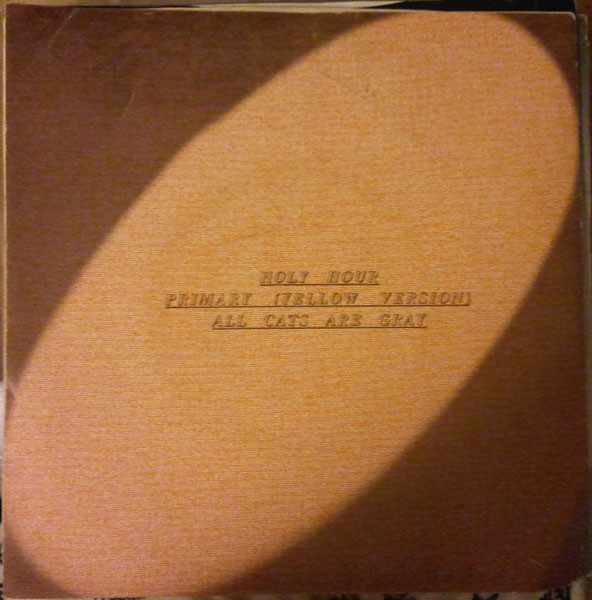 HOLY HOUR
PRIMARY (YELLOW VERSION)
ALL CATS ARE GRAY